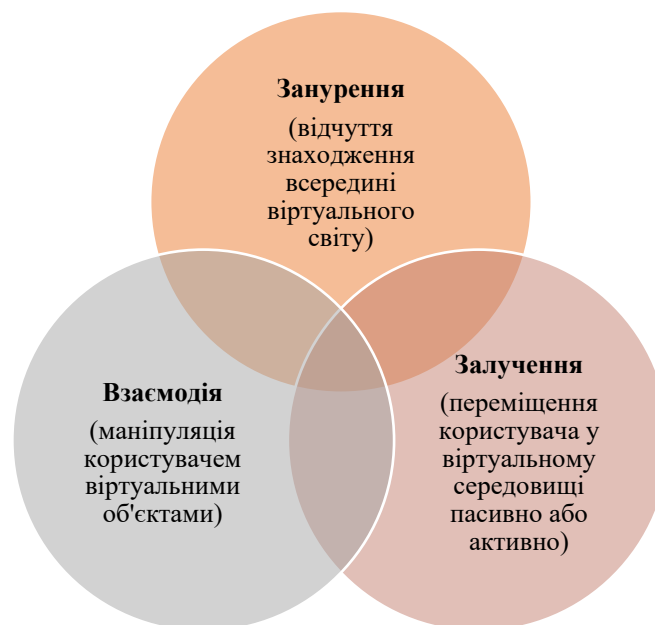 Занурення
(відчуття
знаходження
всередині
віртуального
світу)
Взаємодія
(маніпуляція
користувачем
віртуальними
об'єктами)
Залучення
(переміщення
користувача у
віртуальному
середовищі
пасивно або
активно)